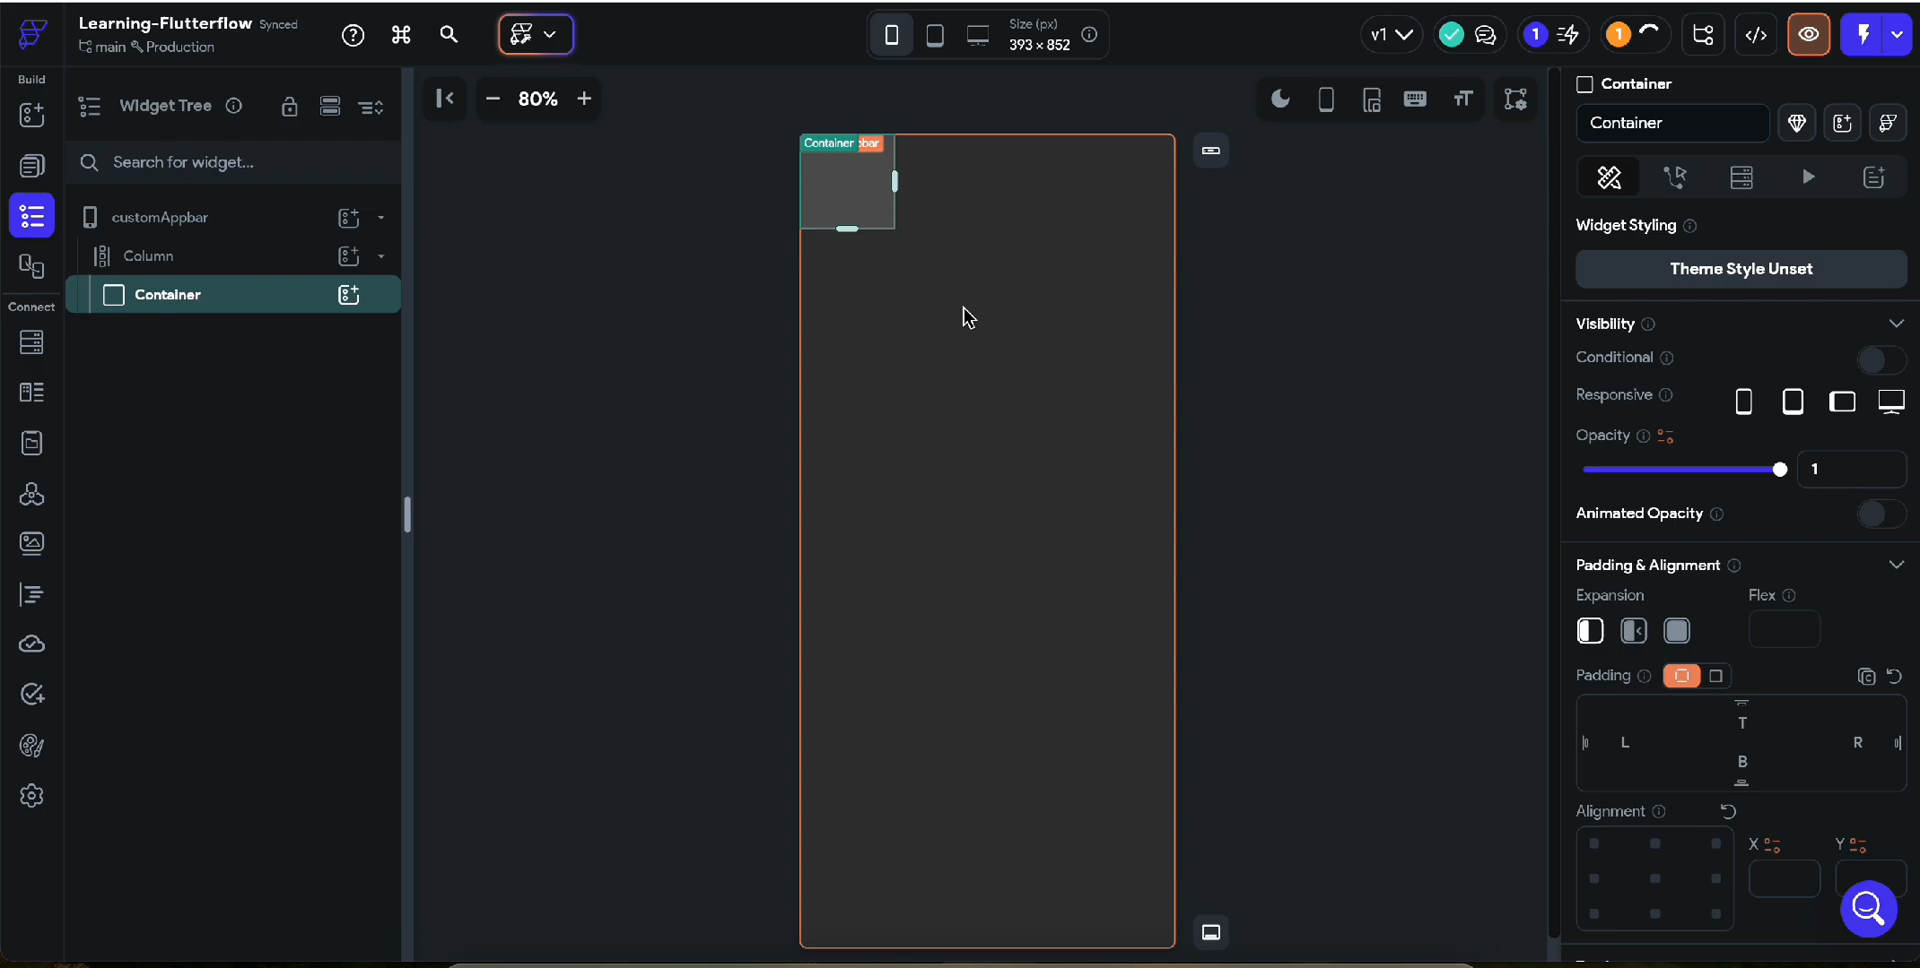 Learning-Flutterflow Synced
main Production
Size (px)
393 × 852
v1
1
1
Build
Widget Tree
80%
Search for widget...
customAppbar
Column
Container
Connect
Container bar
Container
Container
Widget Styling
Theme Style Unset
Visibility
Conditional
Responsive
Opacity
1
Animated Opacity
Padding & Alignment
Expansion Flex
Padding
T
L R
B
Alignment
X Y